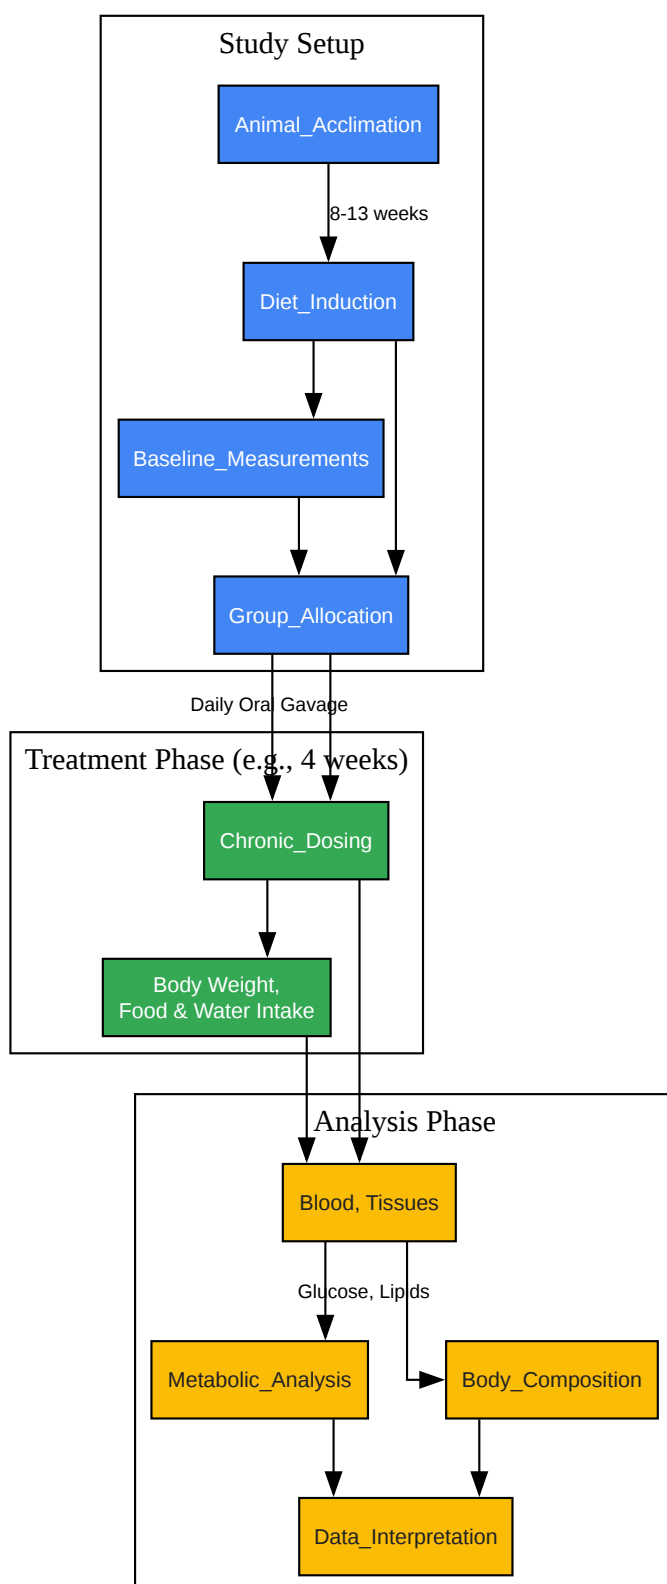 Study Setup
Animal_Acclimation
8-13 weeks
Diet_Induction
Baseline_Measurements
Group_Allocation
Daily Oral Gavage
Treatment Phase (e.g., 4 weeks)
Chronic_Dosing
Body Weight,
Food & Water Intake
Analysis Phase
Blood, Tissues
Glucose, Lipids
Metabolic_Analysis
Body_Composition
Data_Interpretation